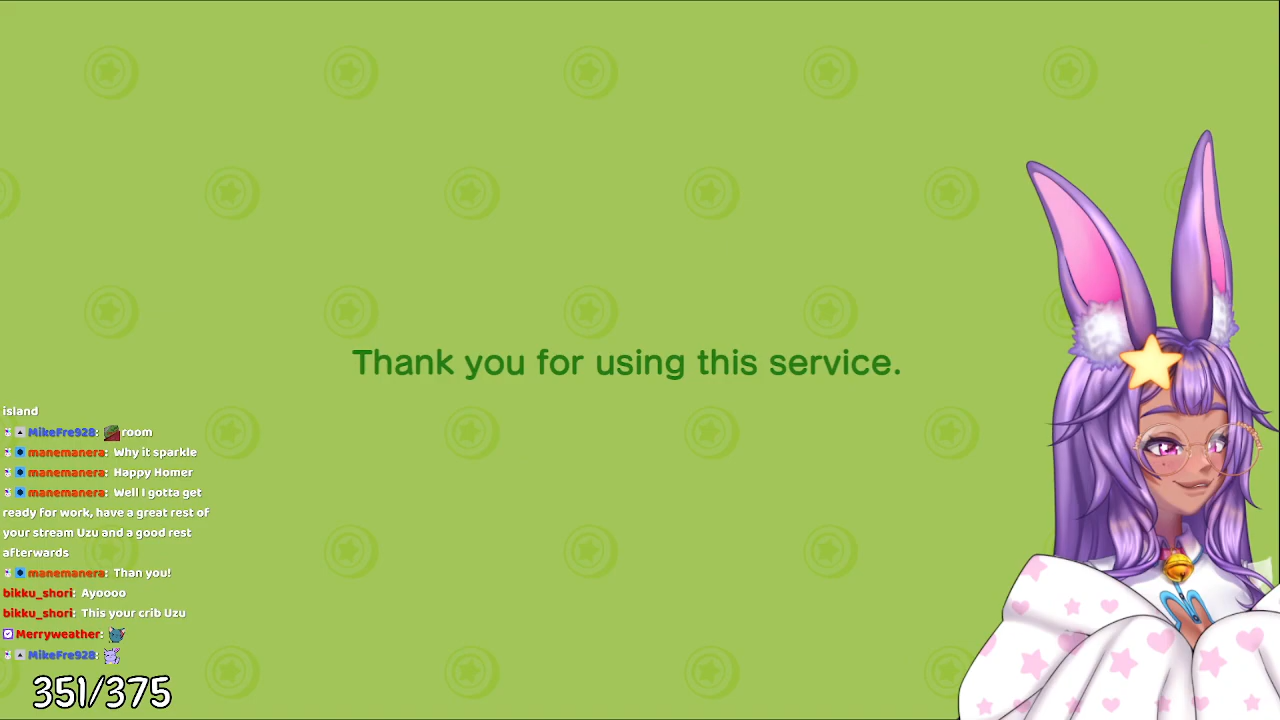 Thank you for using this service.
island
MikeFre928: room
manemanera: Why it sparkle
manemanera: Happy Homer
manemanera: Well I gotta get
ready for work, have a great rest of
your stream Uzu and a good rest
afterwards
manemanera: Than you!
bikku_shori: Ayoooo
bikku_shori: This your crib Uzu
Merryweather:
MikeFre928:
351/375